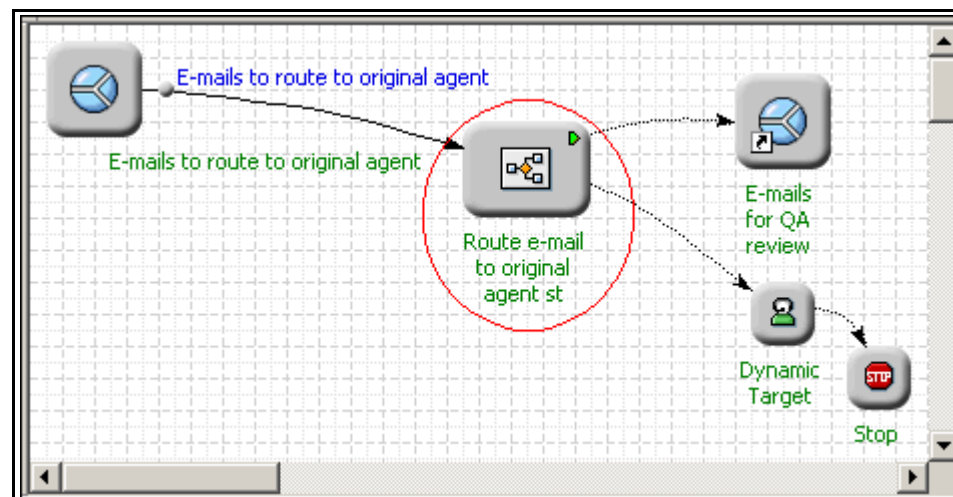 E-mails to route to original agent
E-mails to route to original agent
Route e-mail
to original
agent st
E-mails
for QA
review
Dynamic
Target
STOP
Stop